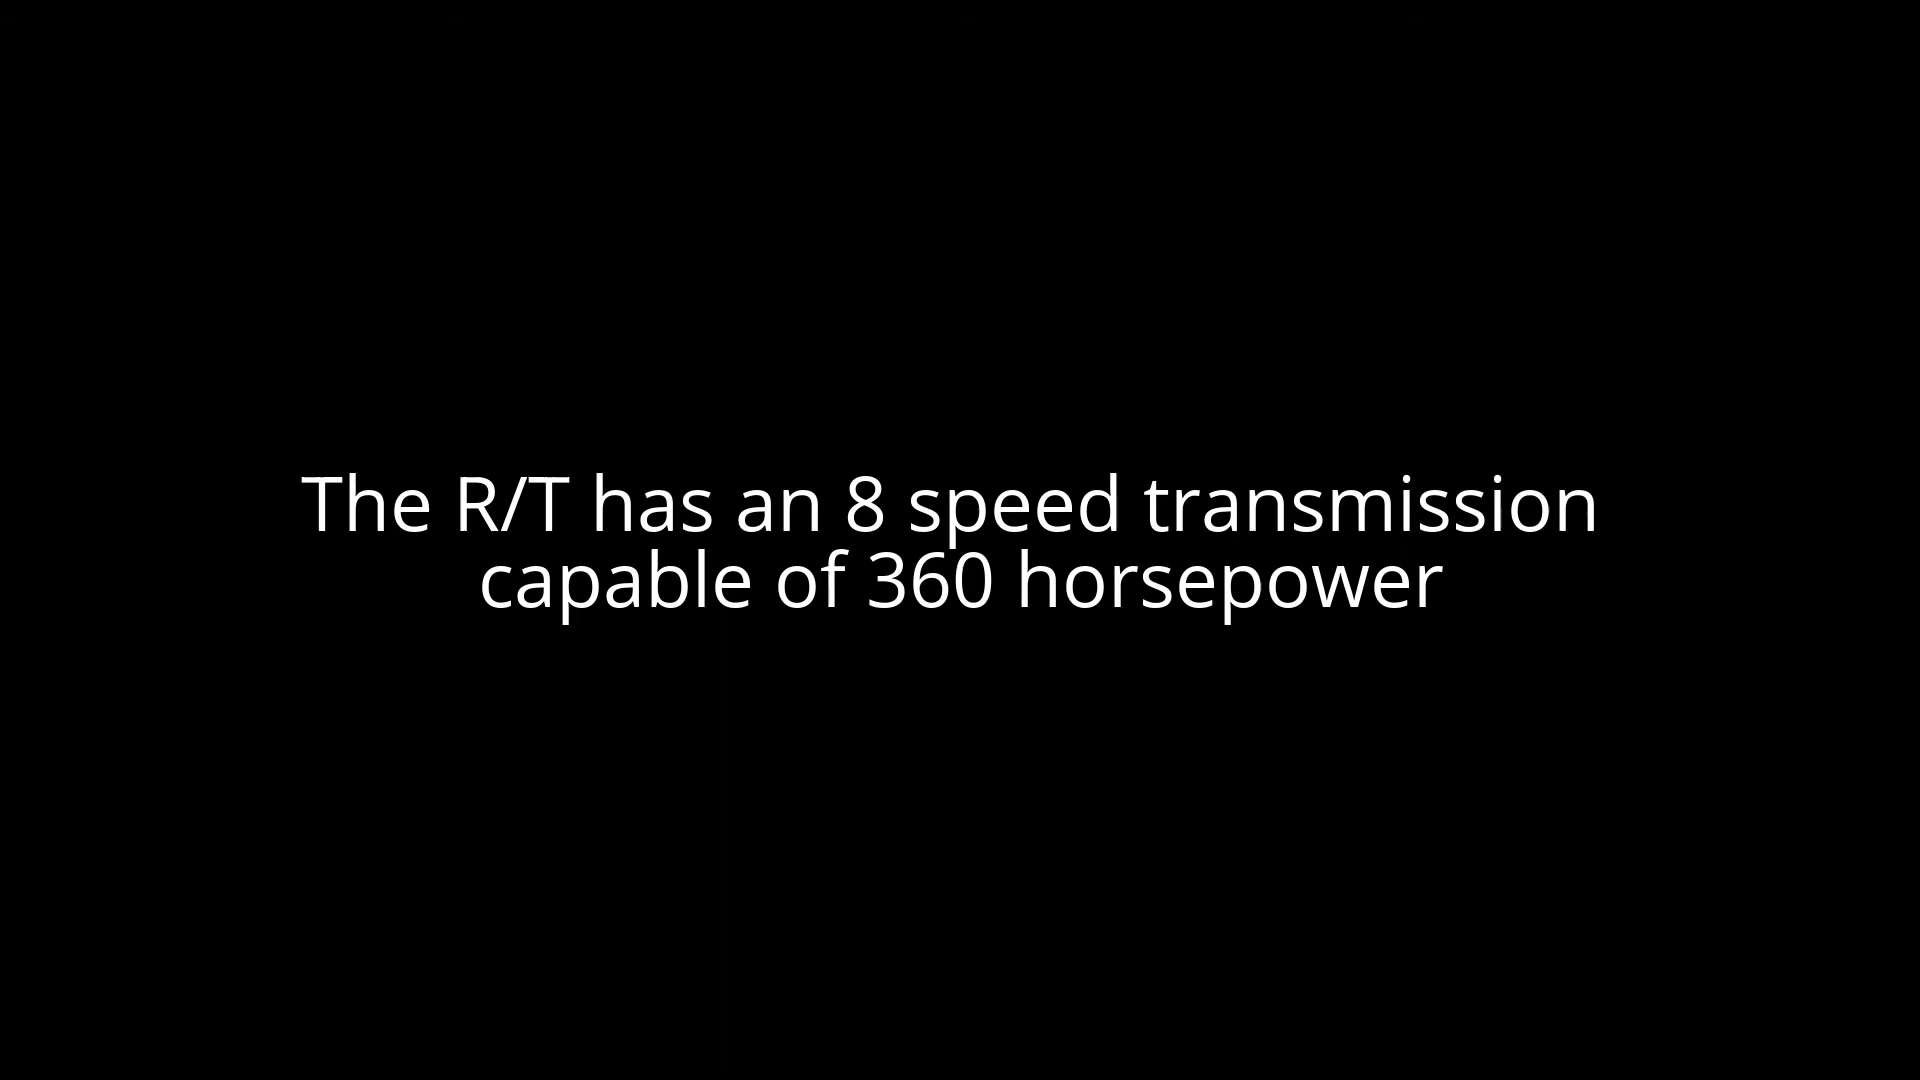 The R/T has an 8 speed transmission
capable of 360 horsepower